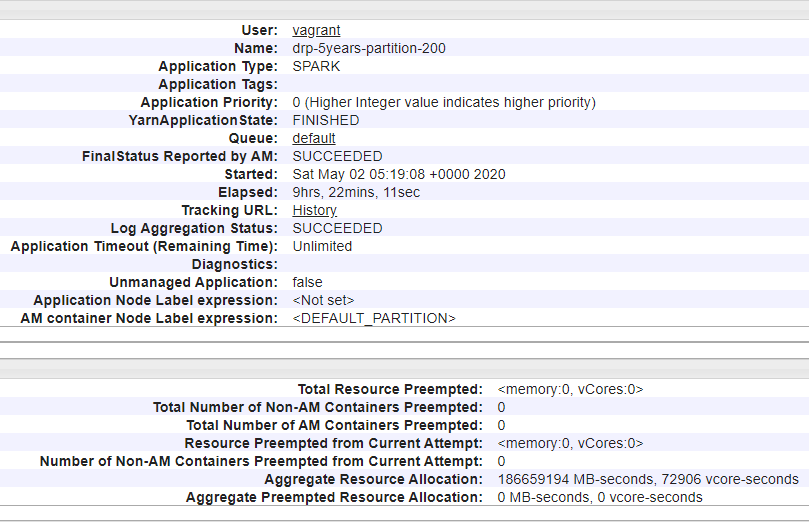 User: vagrant
Name: drp-5years-partition-200
Application Type: SPARK
Application Tags:
Application Priority: 0 (Higher Integer value indicates higher priority)
YarnApplicationState: FINISHED
Queue: default
FinalStatus Reported by AM: SUCCEEDED
Started: Sat May 02 05:19:08 +0000 2020
Elapsed: 9hrs, 22mins, 11sec
Tracking URL: History
Log Aggregation Status: SUCCEEDED
Application Timeout (Remaining Time): Unlimited
Diagnostics:
Unmanaged Application: false
Application Node Label expression: <Not set>
AM container Node Label expression: <DEFAULT_PARTITION>
Total Resource Preempted: <memory:0, vCores:0>
Total Number of Non-AM Containers Preempted: 0
Total Number of AM Containers Preempted: 0
Resource Preempted from Current Attempt: <memory:0, vCores:0>
Number of Non-AM Containers Preempted from Current Attempt: 0
Aggregate Resource Allocation: 186659194 MB-seconds, 72906 vcore-seconds
Aggregate Preempted Resource Allocation: 0 MB-seconds, 0 vcore-seconds